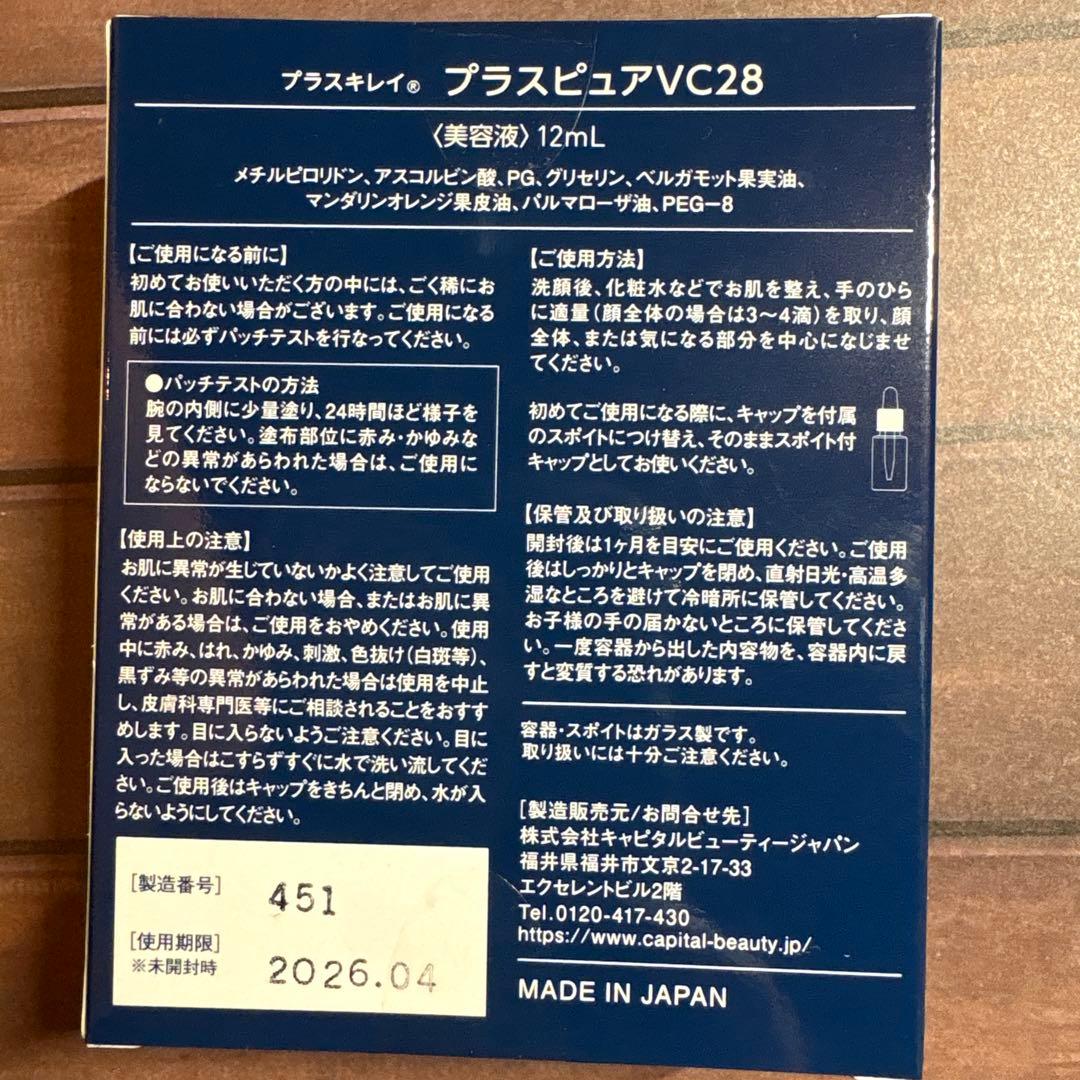 プラスキレイ® プラスピュアVC28
〈美容液〉12mL
メチルピロリドン、アスコルビン酸、PG、グリセリン、ベルガモット果実油、
マンダリンオレンジ果皮油、パルマローザ油、PEG-8
【ご使用になる前に】
初めてお使いいただく方の中には、ごく稀にお
肌に合わない場合がございます。ご使用になる
前には必ずパッチテストを行なってください。
●パッチテストの方法
腕の内側に少量塗り、24時間ほど様子を
見てください。塗布部位に赤み・かゆみな
どの異常があらわれた場合は、ご使用に
ならないでください。
【使用上の注意】
お肌に異常が生じていないかよく注意してご使用
ください。お肌に合わない場合、またはお肌に異
常がある場合は、ご使用をおやめください。使用
中に赤み、はれ、かゆみ、刺激、色抜け(白斑等)、
黒ずみ等の異常があらわれた場合は使用を中止
し、皮膚科専門医等にご相談されることをおすす
めします。目に入らないようご注意ください。目に
入った場合はこすらずすぐに水で洗い流してくだ
さい。ご使用後はキャップをきちんと閉め、水が入
らないようにしてください。
[製造番号] 451
[使用期限]
※未開封時 2026.04
【ご使用方法】
洗顔後、化粧水などでお肌を整え、手のひら
に適量(顔全体の場合は3〜4滴)を取り、顔
全体、または気になる部分を中心になじませ
てください。
初めてご使用になる際に、キャップを付属
のスポイトにつけ替え、そのままスポイト付
キャップとしてお使いください。
【保管及び取り扱いの注意】
開封後は1ヶ月を目安にご使用ください。ご使用
後はしっかりとキャップを閉め、直射日光・高温多
湿なところを避けて冷暗所に保管してください。
お子様の手の届かないところに保管してくださ
い。一度容器から出した内容物を、容器内に戻
すと変質する恐れがあります。
容器・スポイトはガラス製です。
取り扱いには十分ご注意ください。
[製造販売元/お問合せ先]
株式会社キャピタルビューティージャパン
福井県福井市文京2-17-33
エクセレントビル2階
Tel.0120-417-430
https://www.capital-beauty.jp/
MADE IN JAPAN